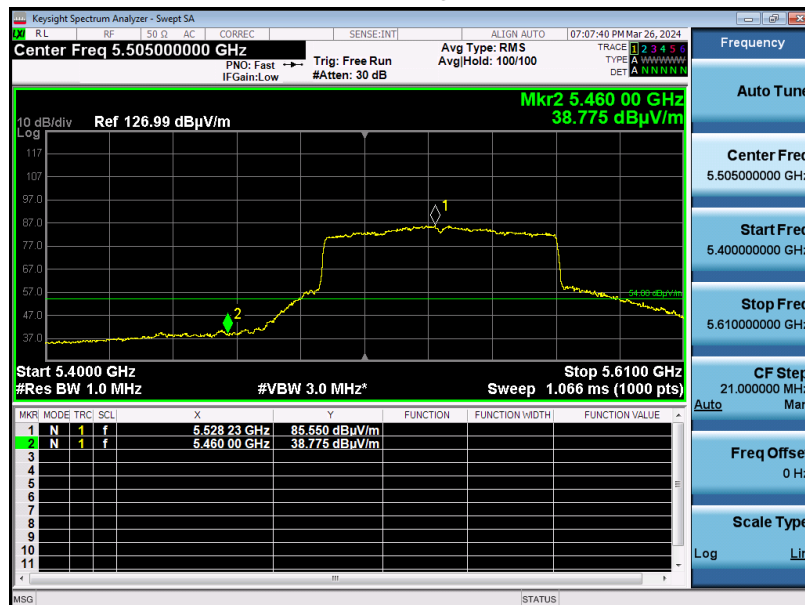 Keysight Spectrum Analyzer - Swept SA
LXI RL RF 50 Ω AC CORREC SENSE:INT ALIGN AUTO 07:07:40 PM Mar 26, 2024
Center Freq 5.505000000 GHz
PNO: Fast
IFGain:Low
Trig: Free Run
#Atten: 30 dB
Avg Type: RMS
Avg|Hold: 100/100
TRACE 1 2 3 4 5 6
TYPE A WWWWW
DET A N N N N N
Mkr2 5.460 00 GHz
38.775 dBµV/m
10 dB/div Ref 126.99 dBµV/m
Log
117
107
97.0
87.0
77.0
67.0
57.0
47.0
37.0
1
2
54.00 dBµV/m
Start 5.4000 GHz Stop 5.6100 GHz
#Res BW 1.0 MHz #VBW 3.0 MHz* Sweep 1.066 ms (1000 pts)
MKR MODE TRC SCL X Y FUNCTION FUNCTION WIDTH FUNCTION VALUE
1 N 1 f 5.528 23 GHz 85.550 dBµV/m
2 N 1 f 5.460 00 GHz 38.775 dBµV/m
3
4
5
6
7
8
9
10
11
MSG STATUS
Frequency
Auto Tune
Center Freq
5.505000000 GHz
Start Freq
5.400000000 GHz
Stop Freq
5.610000000 GHz
CF Step
21.000000 MHz
Auto Man
Freq Offset
0 Hz
Scale Type
Log Lin